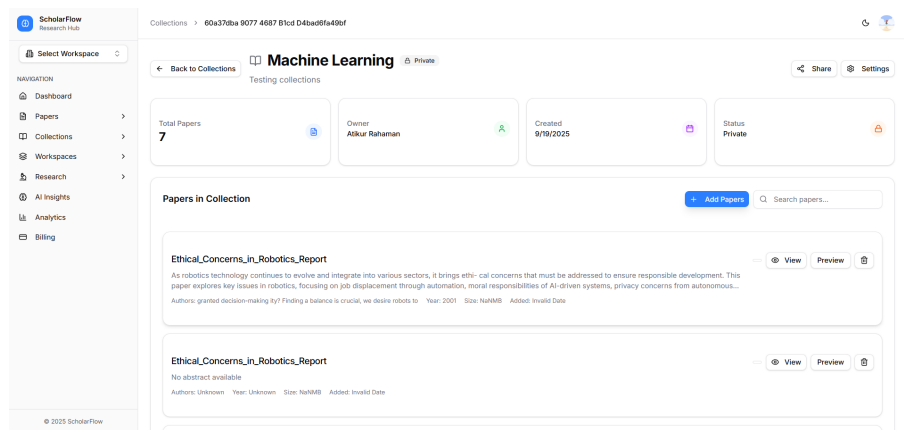 ScholarFlow
Research Hub
Select Workspace
NAVIGATION
Dashboard
Papers
Collections
Workspaces
Research
AI Insights
Analytics
Billing
© 2025 ScholarFlow
Collections > 60a37dba 9077 4687 B1cd D4bad6fa49bf
← Back to Collections
Machine Learning
Private
Testing collections
Share
Settings
Total Papers
7
Owner
Atikur Rahaman
Created
9/19/2025
Status
Private
Papers in Collection
+ Add Papers
Search papers...
Ethical_Concerns_in_Robotics_Report
View
Preview
As robotics technology continues to evolve and integrate into various sectors, it brings ethi- cal concerns that must be addressed to ensure responsible development. This
paper explores key issues in robotics, focusing on job displacement through automation, moral responsibilities of AI-driven systems, privacy concerns from autonomous...
Authors: granted decision-making ity? Finding a balance is crucial, we desire robots to Year: 2001 Size: NaNMB Added: Invalid Date
Ethical_Concerns_in_Robotics_Report
View
Preview
No abstract available
Authors: Unknown Year: Unknown Size: NaNMB Added: Invalid Date